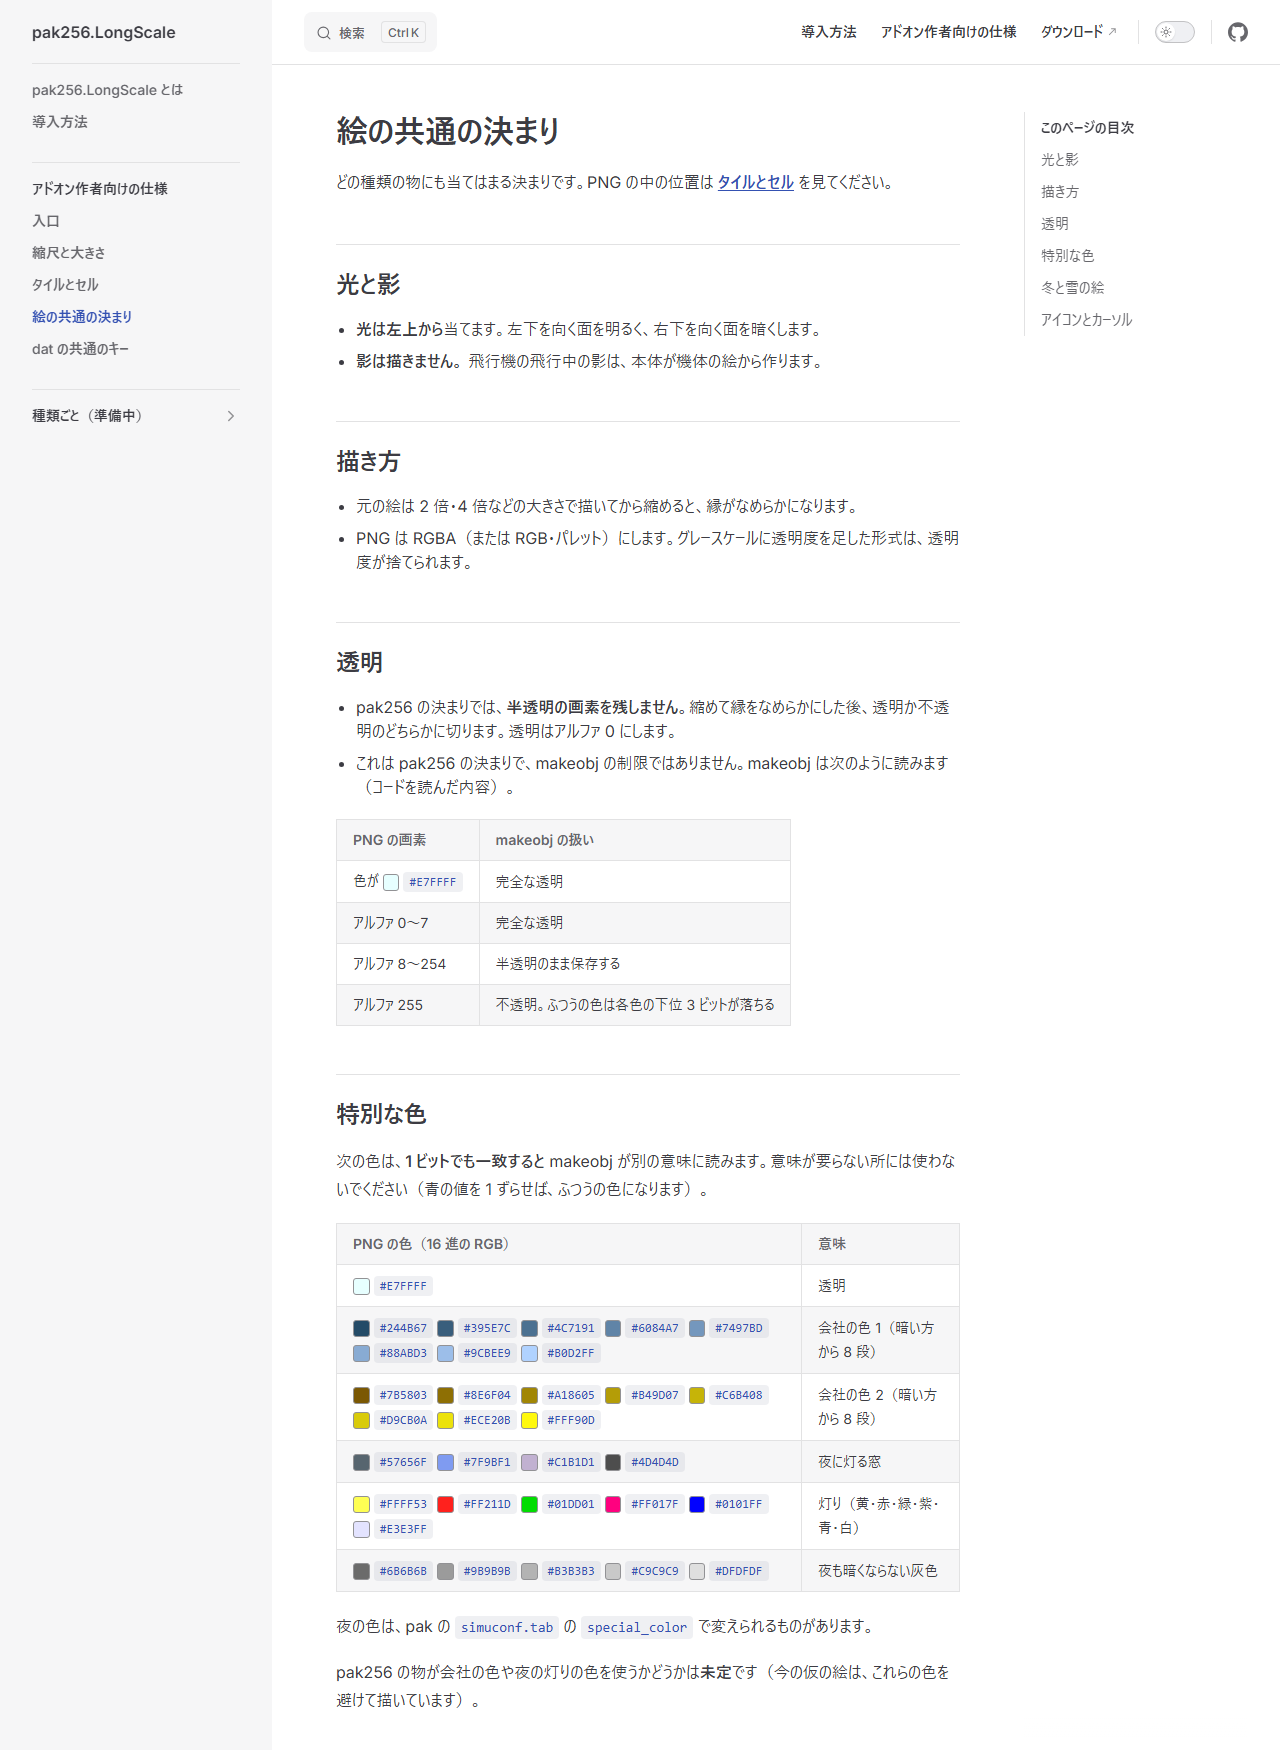 pak256.LongScale
検索 Ctrl K
導入方法 アドオン作者向けの仕様 ダウンロード
pak256.LongScale とは
導入方法
アドオン作者向けの仕様
入口
縮尺と大きさ
タイルとセル
絵の共通の決まり
dat の共通のキー
種類ごと（準備中）
絵の共通の決まり
どの種類の物にも当てはまる決まりです。PNG の中の位置は タイルとセル を見てください。
光と影
光は左上から当てます。左下を向く面を明るく、右下を向く面を暗くします。
影は描きません。飛行機の飛行中の影は、本体が機体の絵から作ります。
描き方
元の絵は 2 倍・4 倍などの大きさで描いてから縮めると、縁がなめらかになります。
PNG は RGBA（または RGB・パレット）にします。グレースケールに透明度を足した形式は、透明
度が捨てられます。
透明
pak256 の決まりでは、半透明の画素を残しません。縮めて縁をなめらかにした後、透明か不透
明のどちらかに切ります。透明はアルファ 0 にします。
これは pak256 の決まりで、makeobj の制限ではありません。makeobj は次のように読みます
（コードを読んだ内容）。
PNG の画素 makeobj の扱い
色が #E7FFFF 完全な透明
アルファ 0～7 完全な透明
アルファ 8～254 半透明のまま保存する
アルファ 255 不透明。ふつうの色は各色の下位 3 ビットが落ちる
特別な色
次の色は、1 ビットでも一致すると makeobj が別の意味に読みます。意味が要らない所には使わな
いでください（青の値を 1 ずらせば、ふつうの色になります）。
PNG の色（16 進の RGB） 意味
#E7FFFF 透明
#244B67 #395E7C #4C7191 #6084A7 #7497BD
#88ABD3 #9CBEE9 #B0D2FF
会社の色 1（暗い方
から 8 段）
#7B5803 #8E6F04 #A18605 #B49D07 #C6B408
#D9CB0A #ECE20B #FFF90D
会社の色 2（暗い方
から 8 段）
#57656F #7F9BF1 #C1B1D1 #4D4D4D 夜に灯る窓
#FFFF53 #FF211D #01DD01 #FF017F #0101FF
#E3E3FF
灯り（黄・赤・緑・紫・
青・白）
#6B6B6B #9B9B9B #B3B3B3 #C9C9C9 #DFDFDF 夜も暗くならない灰色
夜の色は、pak の simuconf.tab の special_color で変えられるものがあります。
pak256 の物が会社の色や夜の灯りの色を使うかどうかは未定です（今の仮の絵は、これらの色を
避けて描いています）。
このページの目次
光と影
描き方
透明
特別な色
冬と雪の絵
アイコンとカーソル